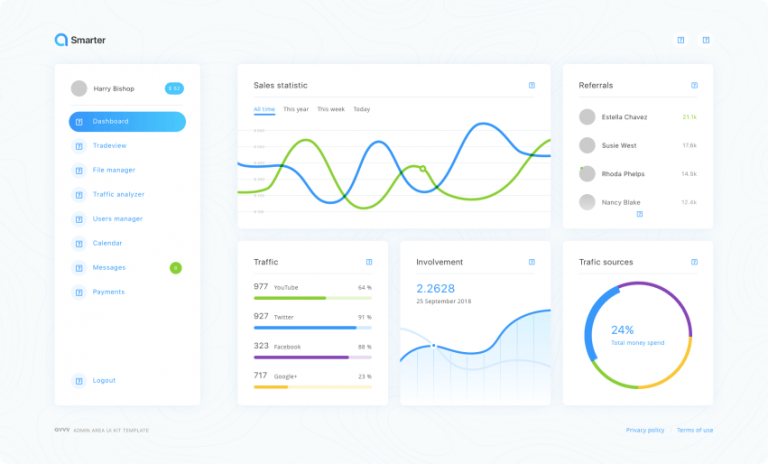 Smarter
Harry Bishop
$ 62
Dashboard
Tradeview
File manager
Traffic analyzer
Users manager
Calendar
Messages
Payments
Logout
Sales statistic
All time This year This week Today
Referrals
Estella Chavez 21.1k
Susie West 17.8k
Rhoda Phelps 14.5k
Nancy Blake 12.4k
Traffic
977 YouTube 64 %
927 Twitter 91 %
323 Facebook 88 %
717 Google+ 23 %
Involvement
2.2628
25 September 2018
Trafic sources
24%
Total money spend
ADMIN AREA UI KIT TEMPLATE
Privacy policy Terms of use